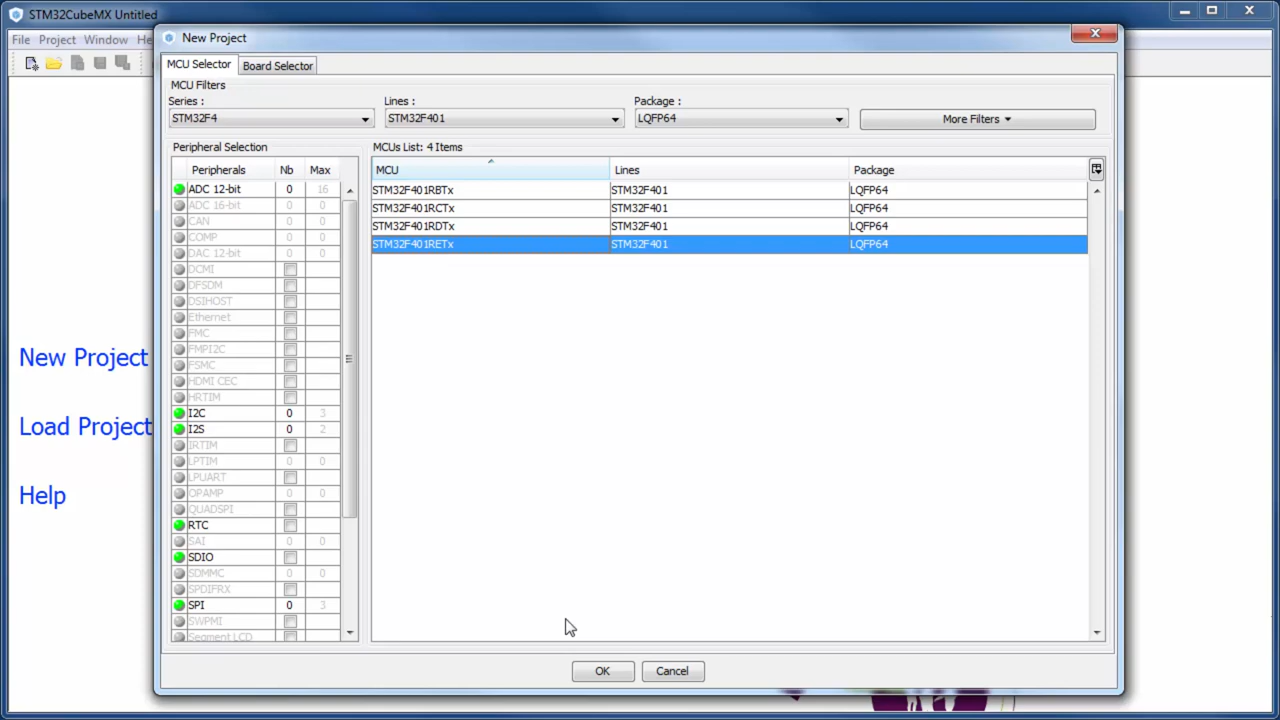 STM32CubeMX Untitled
File Project Window He
New Project
MCU Selector Board Selector
MCU Filters
Series : Lines : Package :
STM32F4 STM32F401 LQFP64 More Filters
Peripheral Selection MCUs List: 4 Items
Peripherals Nb Max MCU Lines Package
ADC 12-bit 0 16 STM32F401RBTx STM32F401 LQFP64
ADC 16-bit 0 0 STM32F401RCTx STM32F401 LQFP64
CAN 0 0 STM32F401RDTx STM32F401 LQFP64
COMP 0 0 STM32F401RETx STM32F401 LQFP64
DAC 12-bit 0 0
DCMI
DFSDM
DSIHOST
Ethernet
FMC
FMPI2C
FSMC
HDMI CEC
HRTIM
I2C 0 3
I2S 0 2
IRTIM
LPTIM 0 0
LPUART
OPAMP 0 0
QUADSPI
RTC
SAI 0 0
SDIO
SDMMC 0 0
SPDIFRX
SPI 0 3
SWPMI
Segment LCD
New Project
Load Project
Help
OK Cancel